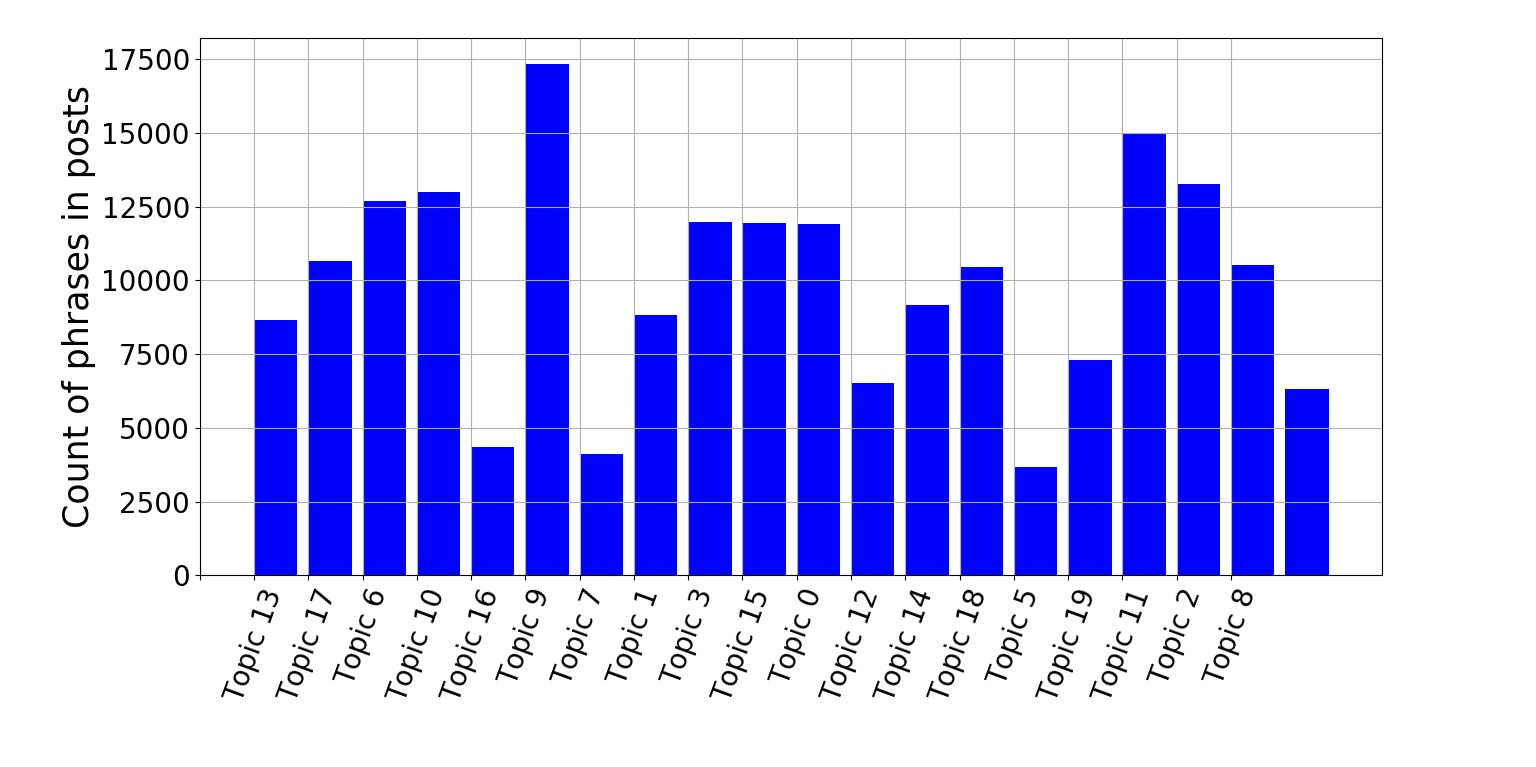 17500
15000
12500
10000
7500
5000
2500
0
Count of phrases in posts
Topic 13
Topic 17
Topic 6
Topic 10
Topic 16
Topic 9
Topic 7
Topic 1
Topic 3
Topic 15
Topic 0
Topic 12
Topic 14
Topic 18
Topic 5
Topic 19
Topic 11
Topic 2
Topic 8